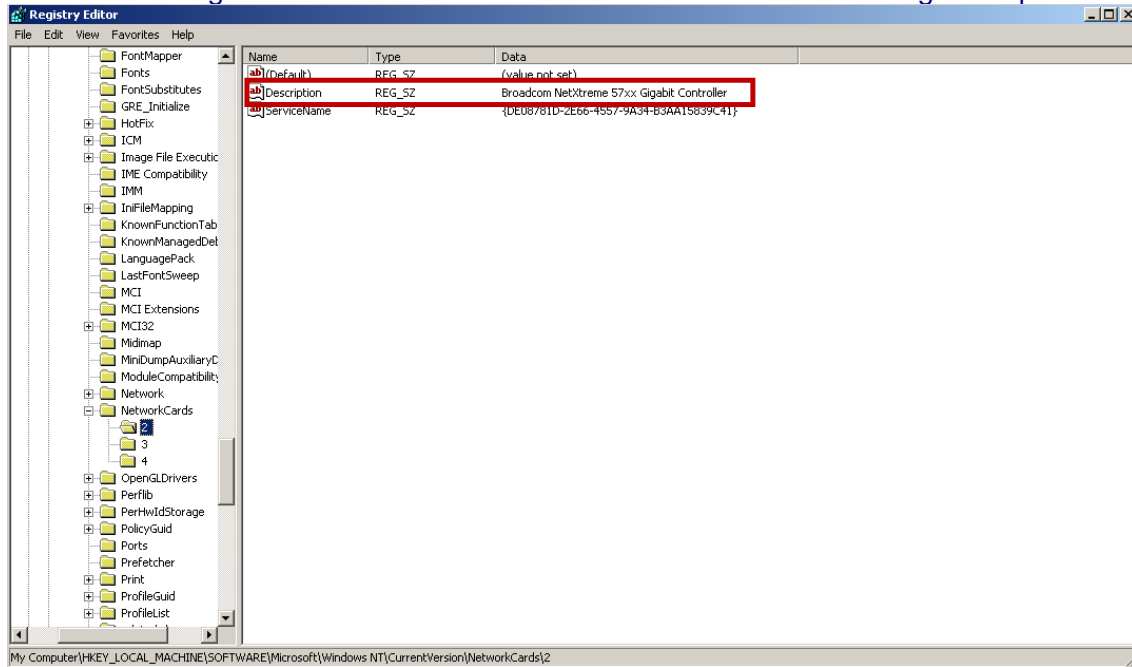 Registry Editor
File Edit View Favorites Help
FontMapper
Fonts
FontSubstitutes
GRE_Initialize
HotFix
ICM
Image File Executic
IME Compatibility
IMM
IniFileMapping
KnownFunctionTab
KnownManagedDet
LanguagePack
LastFontSweep
MCI
MCI Extensions
MCI32
Midimap
MiniDumpAuxiliaryD
ModuleCompatibility
Network
NetworkCards
2
3
4
OpenGLDrivers
Perflib
PerHwIdStorage
PolicyGuid
Ports
Prefetcher
Print
ProfileGuid
ProfileList
Name Type Data
(Default) REG_SZ (value not set)
Description REG_SZ Broadcom NetXtreme 57xx Gigabit Controller
ServiceName REG_SZ {DE08781D-2E66-4557-9A34-B3AA15839C41}
My Computer\HKEY_LOCAL_MACHINE\SOFTWARE\Microsoft\Windows NT\CurrentVersion\NetworkCards\2